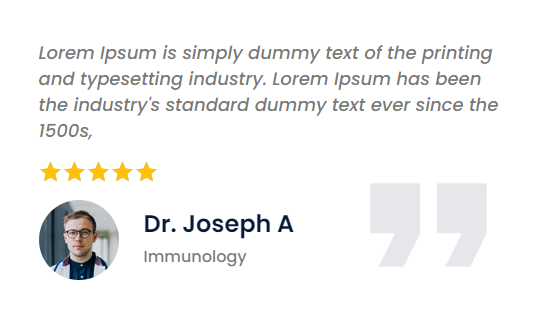 Lorem Ipsum is simply dummy text of the printing
and typesetting industry. Lorem Ipsum has been
the industry's standard dummy text ever since the
1500s,
Dr. Joseph A
Immunology